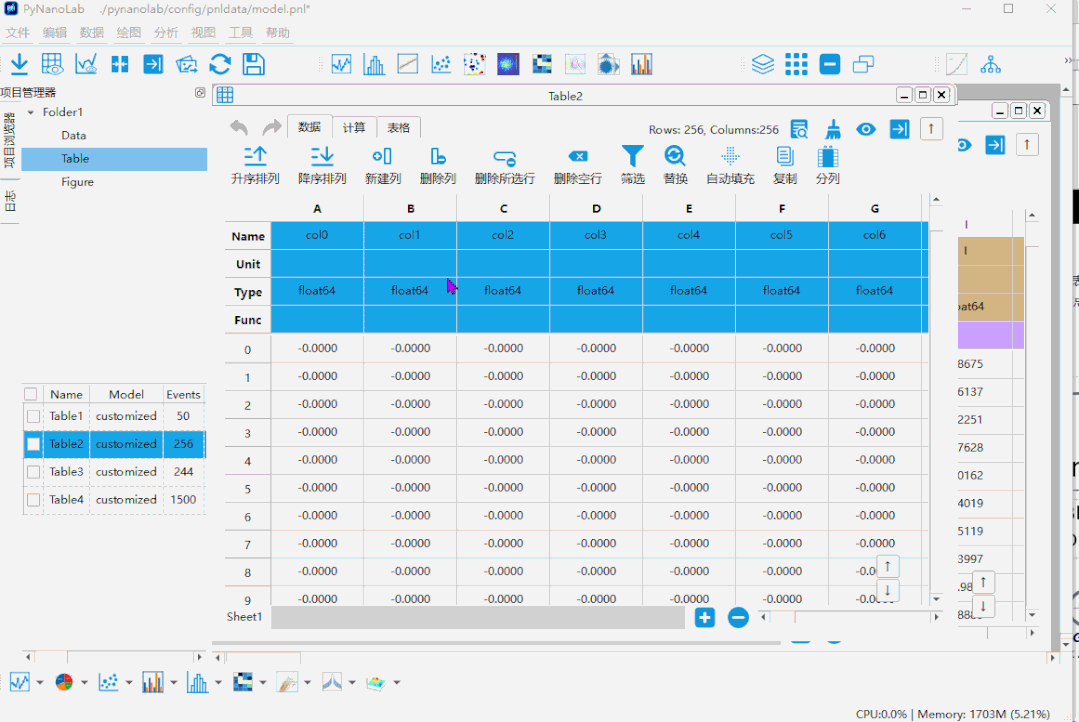 PyNanoLab ./pynanolab/config/pnldata/model.pnl*
文件 编辑 数据 绘图 分析 视图 工具 帮助
项目管理器
项目浏览器
日志
Folder1
Data
Table
Figure
Name Model Events
Table1 customized 50
Table2 customized 256
Table3 customized 244
Table4 customized 1500
Table2
数据 计算 表格
Rows: 256, Columns:256
升序排列 降序排列 新建列 删除列 删除所选行 删除空行 筛选 替换 自动填充 复制 分列
A B C D E F G
Name col0 col1 col2 col3 col4 col5 col6
Unit
Type float64 float64 float64 float64 float64 float64 float64
Func
0 -0.0000 -0.0000 -0.0000 -0.0000 -0.0000 -0.0000 -0.0000
1 -0.0000 -0.0000 -0.0000 -0.0000 -0.0000 -0.0000 -0.0000
2 -0.0000 -0.0000 -0.0000 -0.0000 -0.0000 -0.0000 -0.0000
3 -0.0000 -0.0000 -0.0000 -0.0000 -0.0000 -0.0000 -0.0000
4 -0.0000 -0.0000 -0.0000 -0.0000 -0.0000 -0.0000 -0.0000
5 -0.0000 -0.0000 -0.0000 -0.0000 -0.0000 -0.0000 -0.0000
6 -0.0000 -0.0000 -0.0000 -0.0000 -0.0000 -0.0000 -0.0000
7 -0.0000 -0.0000 -0.0000 -0.0000 -0.0000 -0.0000 -0.0000
8 -0.0000 -0.0000 -0.0000 -0.0000 -0.0000 -0.0000 -0.0
9 -0.0000 -0.0000 -0.0000 -0.0000 -0.0000 -0.0000 -0.0000
Sheet1
I
I
oat64
8675
6137
2251
7628
0162
4019
5119
3997
CPU:0.0% | Memory: 1703M (5.21%)